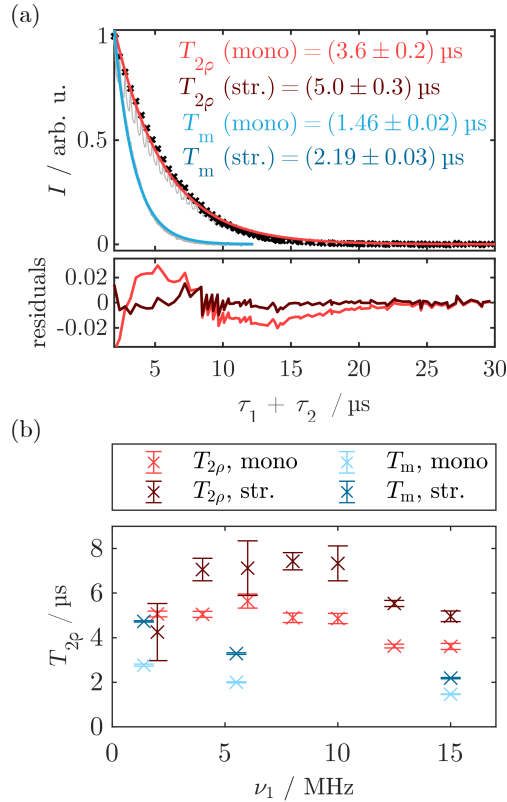 (a)
T₂ρ (mono) = (3.6 ± 0.2) µs
T₂ρ (str.) = (5.0 ± 0.3) µs
Tₘ (mono) = (1.46 ± 0.02) µs
Tₘ (str.) = (2.19 ± 0.03) µs
I / arb. u.
1
0.5
0
residuals
0.02
0
-0.02
5 10 15 20 25 30
τ₁ + τ₂ / µs
(b)
T₂ρ, mono
Tₘ, mono
T₂ρ, str.
Tₘ, str.
T₂ρ / µs
8
6
4
2
0
0 5 10 15
ν₁ / MHz